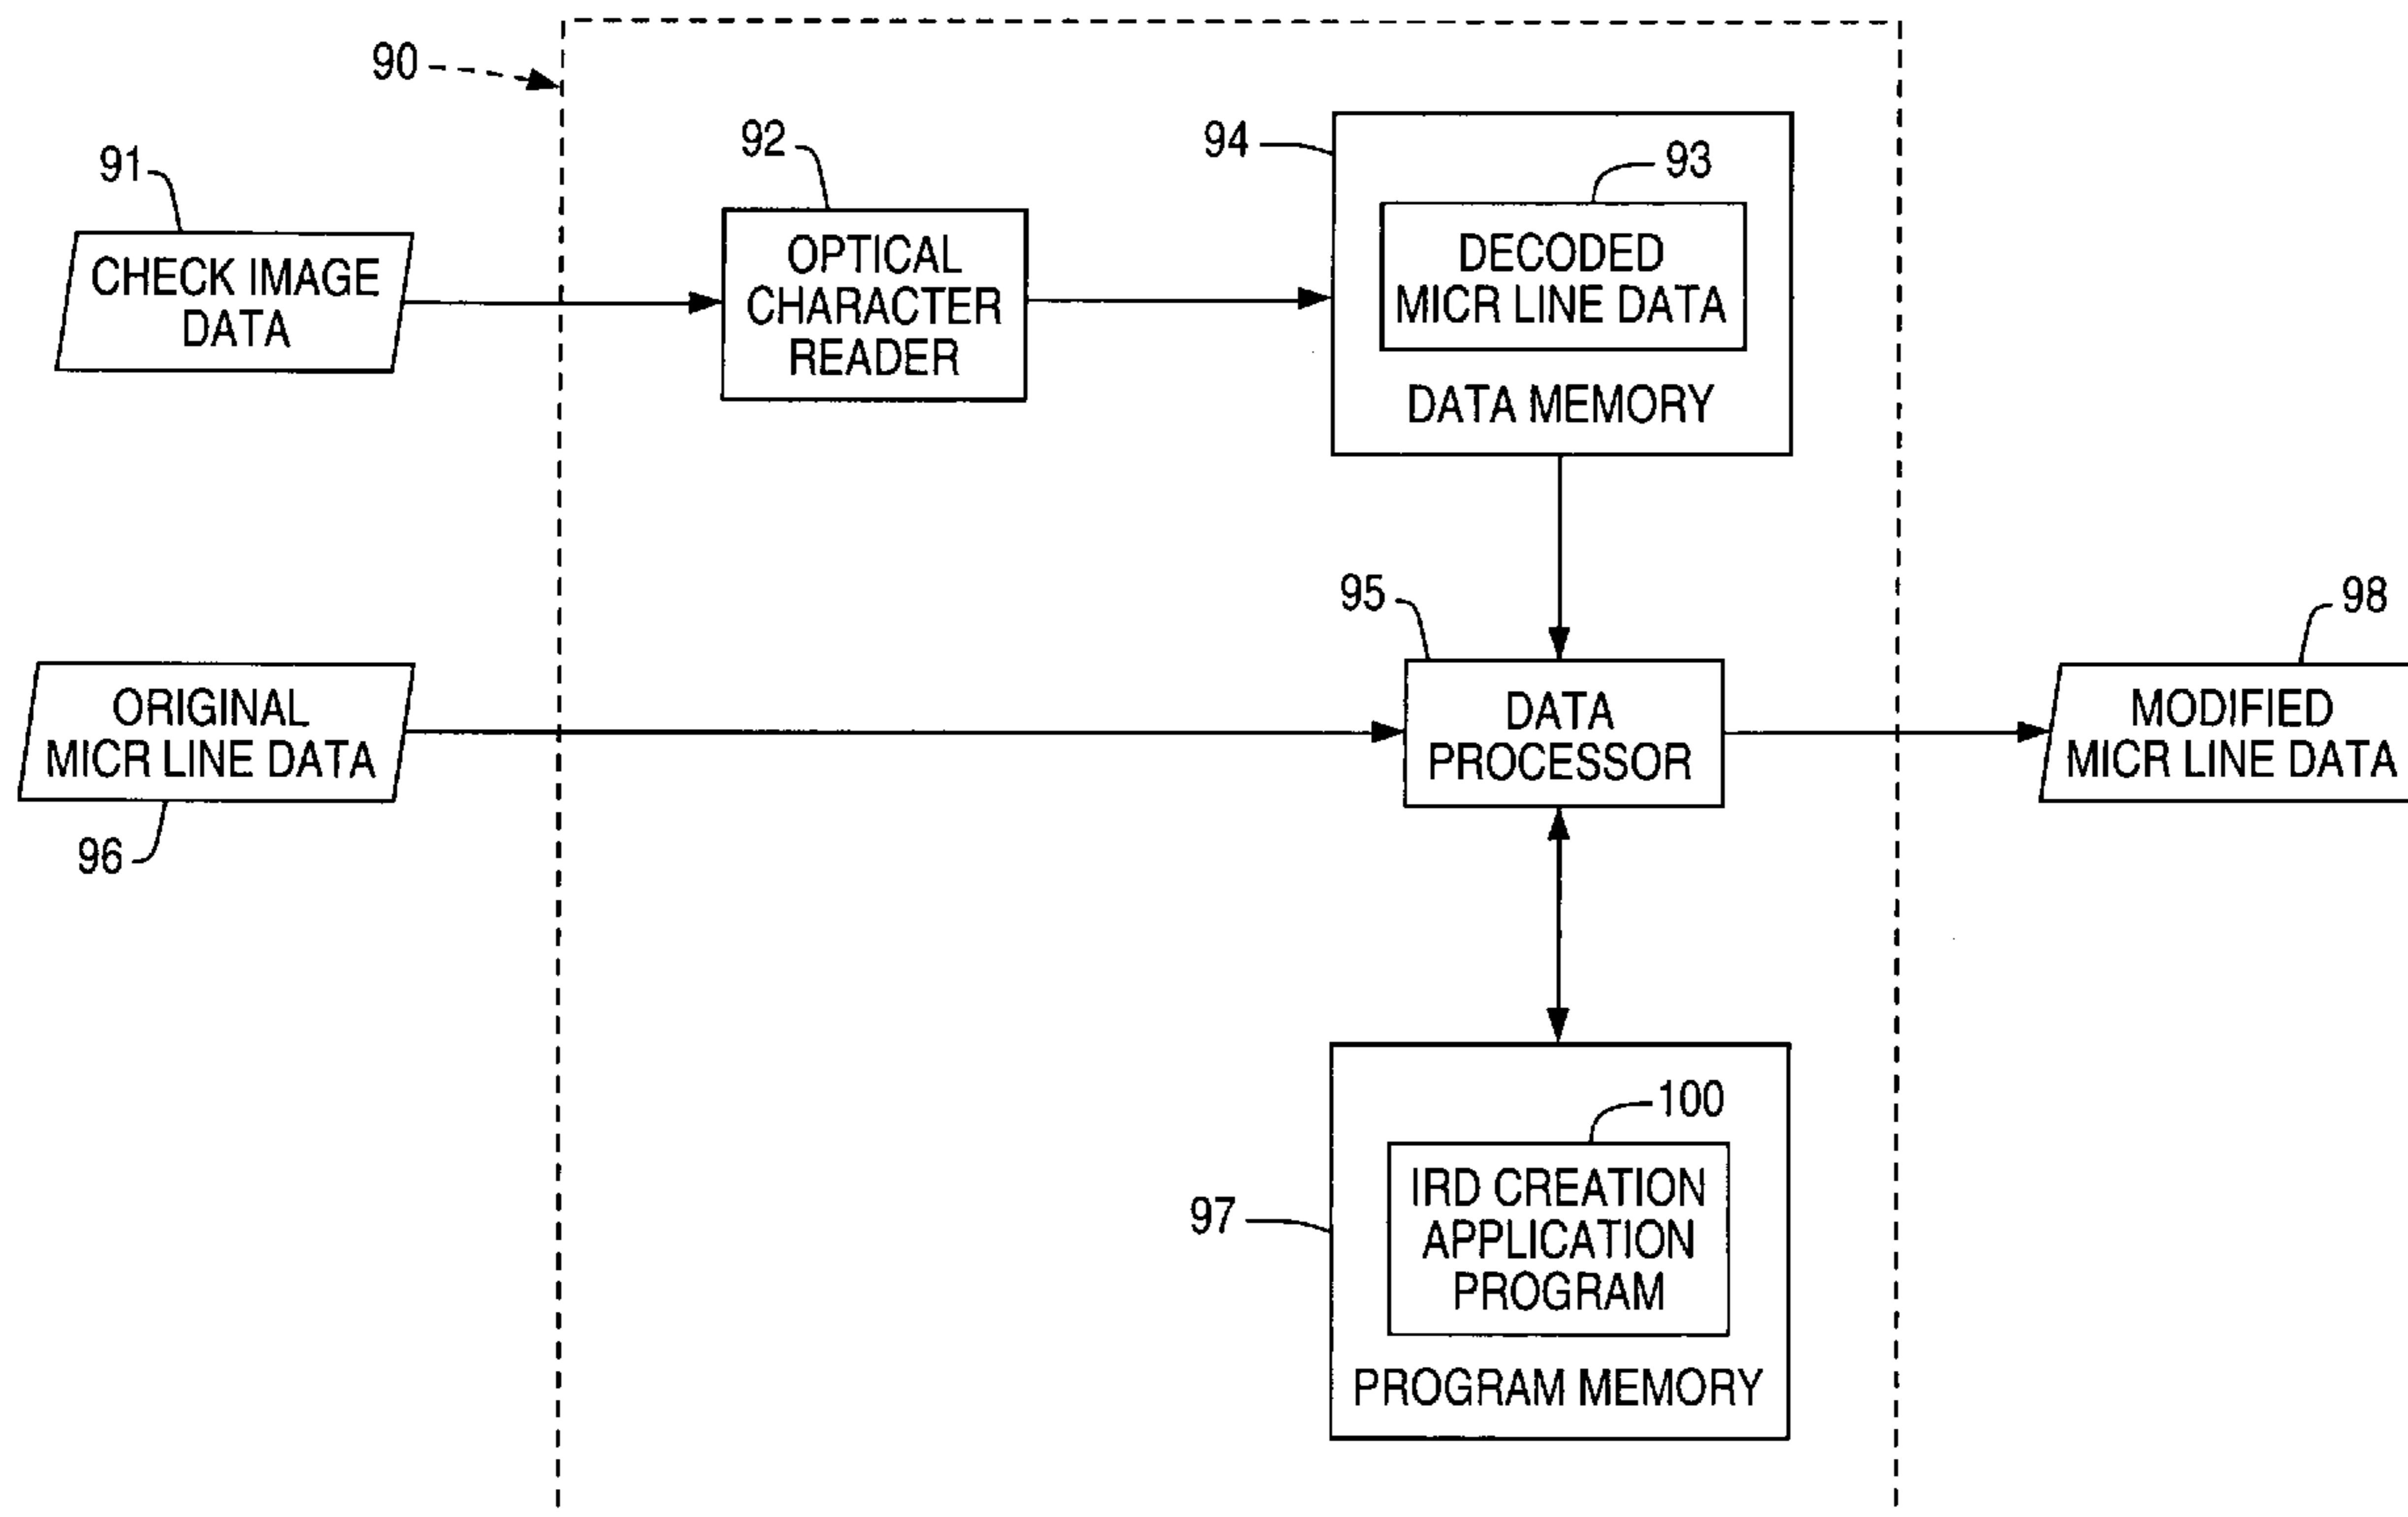 90
91
CHECK IMAGE
DATA
92
OPTICAL
CHARACTER
READER
94
93
DECODED
MICR LINE DATA
DATA MEMORY
96
ORIGINAL
MICR LINE DATA
95
DATA
PROCESSOR
98
MODIFIED
MICR LINE DATA
97
100
IRD CREATION
APPLICATION
PROGRAM
PROGRAM MEMORY